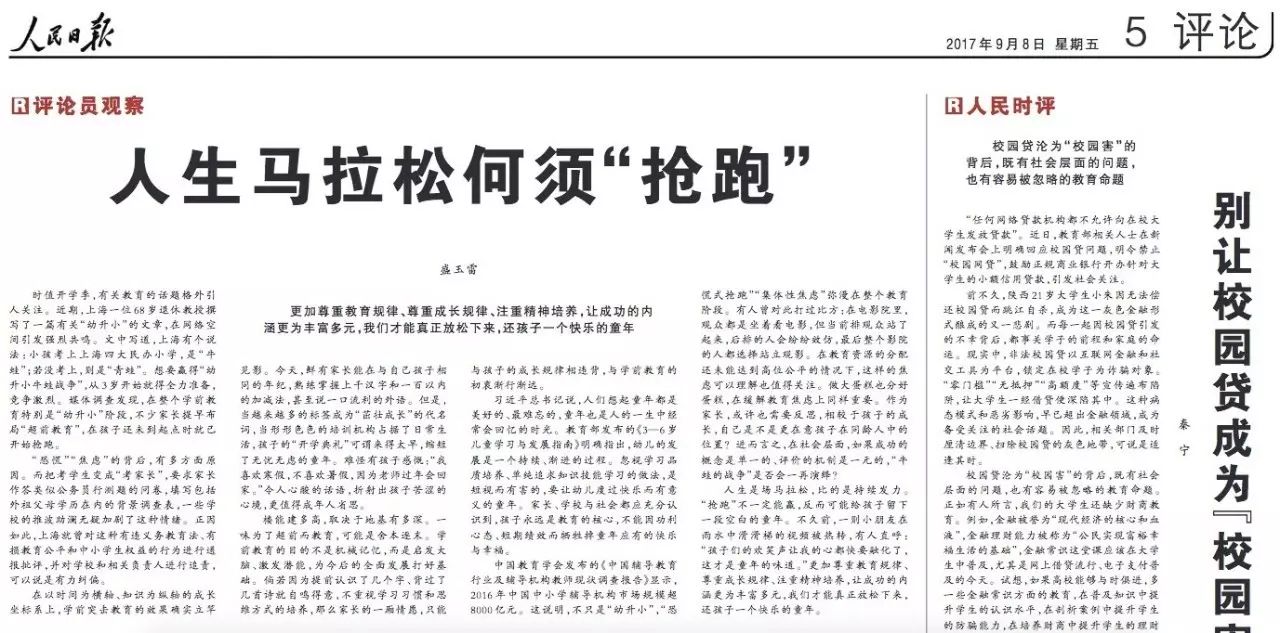 人民日报
2017年9月8日 星期五 5 评论
R评论员观察
人生马拉松何须“抢跑”
盛玉雷
更加尊重教育规律、尊重成长规律、注重精神培养,让成功的内
涵更为丰富多元,我们才能真正放松下来,还孩子一个快乐的童年
时值开学季,有关教育的话题格外引
人关注。近期,上海一位68岁退休教授撰
写了一篇有关“幼升小”的文章,在网络空
间引发强烈共鸣。文中写道,上海有个说
法:小孩考上上海四大民办小学,是“牛
蛙”;若没考上,则是“青蛙”。想要赢得“幼
升小牛蛙战争”,从3岁开始就得全力准备,
竞争激烈。媒体调查发现,在整个学前教
育特别是“幼升小”阶段,不少家长提早布
局“超前教育”,在孩子还未到起点时就已
开始抢跑。
“恐慌”“焦虑”的背后,有多方面原
因。而把考学生变成“考家长”,要求家长
作答类似公务员行测题的问卷,填写包括
外祖父母学历在内的背景调查表,一些学
校的推波助澜无疑加剧了这种情绪。正因
如此,上海就曾对这种有违义务教育法、有
损教育公平和中小学生权益的行为进行通
报批评,并对学校和相关负责人进行追责,
可以说是有力纠偏。
在以时间为横轴、知识为纵轴的成长
坐标系上,学前突击教育的效果确实立竿
见影。今天,鲜有家长能在与自己孩子相
同的年纪,熟练掌握上千汉字和一百以内
的加减法,甚至说一口流利的外语。但是,
当越来越多的标签成为“茁壮成长”的代名
词,当形形色色的培训机构占据了日常生
活,孩子的“开学典礼”可谓来得太早,缩短
了无忧无虑的童年。难怪有孩子感慨:“我
喜欢寒假,不喜欢暑假,因为老师过年会回
家。”令人心酸的话语,折射出孩子苦涩的
心境,更值得成年人省思。
楼能建多高,取决于地基有多深。一
味为了超前而教育,可能是舍本逐末。学
前教育的目的不是机械记忆,而是启发大
脑、激发潜能,为今后的全面发展打好基
础。倘若因为提前认识了几个字、背过了
几首诗就自鸣得意,不重视学习习惯和思
维方式的培养,那么家长的一厢情愿,只能
与孩子的成长规律相违背,与学前教育的
初衷渐行渐远。
习近平总书记说,人们想起童年都是
美好的、最难忘的,童年也是人的一生中经
常会回忆的时光。教育部发布的《3—6岁
儿童学习与发展指南》明确指出,幼儿的发
展是一个持续、渐进的过程。忽视学习品
质培养、单纯追求知识技能学习的做法,是
短视而有害的,要让幼儿度过快乐而有意
义的童年。家长、学校与社会都应充分认
识到,孩子永远是教育的核心,不能因功利
心态、短期绩效而牺牲掉童年应有的快乐
与幸福。
中国教育学会发布的《中国辅导教育
行业及辅导机构教师现状调查报告》显示,
2016年中国中小学辅导机构市场规模超
8000亿元。这说明,不只是“幼升小”,“恐
慌式抢跑”“集体性焦虑”弥漫在整个教育
阶段。有人曾对此打过比方:在电影院里,
观众都是坐着看电影,但当前排观众站了
起来,后排的人会纷纷效仿,最后整个影院
的人都选择站立观影。在教育资源的分配
还未能达到高位公平的情况下,这样的焦
虑可以理解也值得关注。做大蛋糕也分好
蛋糕,在缓解教育焦虑上同样重要。作为
家长,或许也需要反思,相较于孩子的成
长,自己是不是更在意孩子在同龄人中的
位置?进而言之,在社会层面,如果成功的
概念是单一的、评价的机制是一元的,“牛
蛙的战争”是否会一再演绎?
人生是场马拉松,比的是持续发力。
“抢跑”不一定能赢,反而可能给孩子留下
一段空白的童年。不久前,一则小朋友在
雨水中滑滑梯的视频被热转,有人直呼:
“孩子们的欢笑声让我的心都快要融化了,
这才是童年的味道。”更加尊重教育规律、
尊重成长规律、注重精神培养,让成功的内
涵更为丰富多元,我们才能真正放松下来,
还孩子一个快乐的童年。
R人民时评
校园贷沦为“校园害”的
背后,既有社会层面的问题,
也有容易被忽略的教育命题
别让校园贷成为『校园害
秦宁
“任何网络贷款机构都不允许向在校大
学生发放贷款”。近日,教育部相关人士在新
闻发布会上明确回应校园贷问题,明令禁止
“校园网贷”,鼓励正规商业银行开办针对大
学生的小额信用贷款,引发社会关注。
前不久,陕西21岁大学生小朱因无法偿
还校园贷而跳江自杀,成为这一灰色金融形
式酿成的又一悲剧。而每一起因校园贷引发
的不幸背后,都事关学子的前程和家庭的命
运。现实中,非法校园贷以互联网金融和社
交工具为平台,锁定在校学子为诈骗对象。
“零门槛”“无抵押”“高额度”等宣传遍布陷
阱,让大学生一经借贷便深陷其中。这种病
态模式和恶劣影响,早已超出金融领域,成为
备受关注的社会话题。因此,相关部门及时
厘清边界、扫除校园贷的灰色地带,可说是适
逢其时。
校园贷沦为“校园害”的背后,既有社会
层面的问题,也有容易被忽略的教育命题。
正如有人所言,我们的大学生还缺少财商教
育。例如,金融被誉为“现代经济的核心和血
液”,金融理财能力被称为“公民实现富裕幸
福生活的基础”,金融常识这堂课应该在大学
生中普及,尤其是网上借贷流行、电子支付普
及的今天。试想,如果高校能够与时俱进,多
一些金融常识方面的教育,在普及知识中提
升学生的认识水平,在剖析案例中提升学生
的防骗能力,在培养财商中提升学生的理财